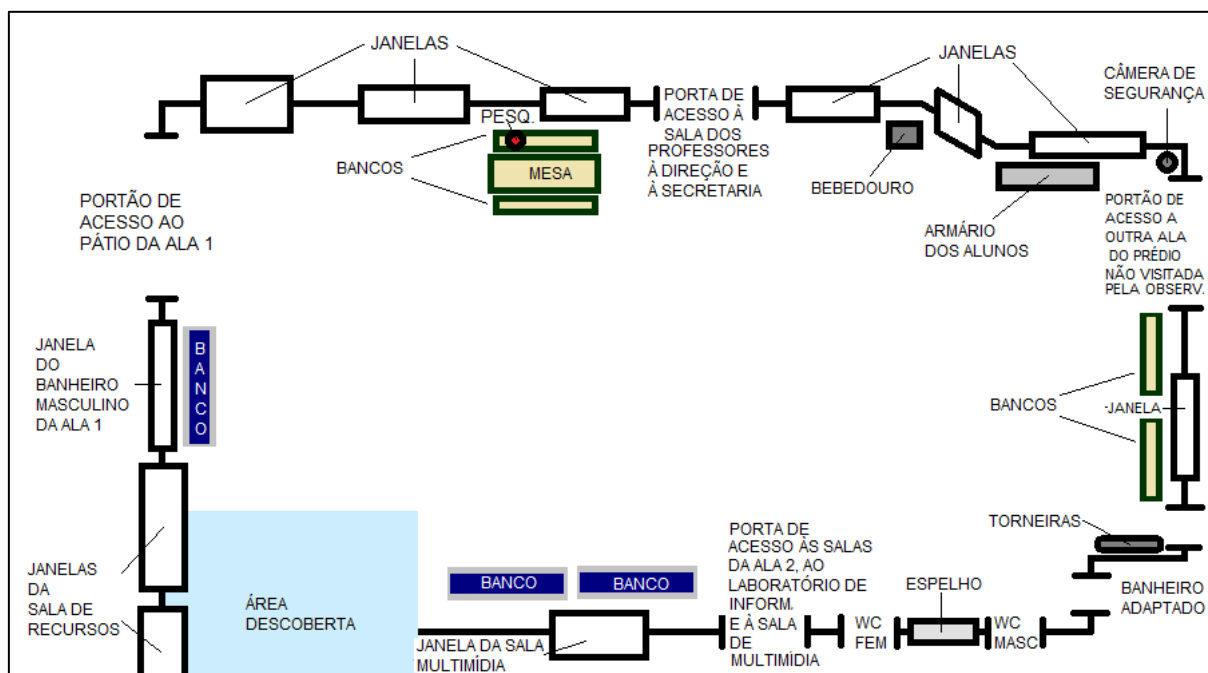 JANELAS
JANELAS
CÂMERA DE
SEGURANÇA
PESQ.
PORTA DE
ACESSO À
SALA DOS
PROFESSORES
À DIREÇÃO E
À SECRETARIA
BANCOS
MESA
BEBEDOURO
PORTÃO DE
ACESSO AO
PÁTIO DA ALA 1
ARMÁRIO
DOS ALUNOS
PORTÃO DE
ACESSO A
OUTRA ALA
DO PRÉDIO
NÃO VISITADA
PELA OBSERV.
JANELA
DO
BANHEIRO
MASCULINO
DA ALA 1
BANCO
BANCOS
JANELA
TORNEIRAS
JANELAS
DA
SALA DE
RECURSOS
ÁREA
DESCOBERTA
BANCO
BANCO
JANELA DA SALA
MULTIMÍDIA
PORTA DE
ACESSO ÀS SALAS
DA ALA 2, AO
LABORATÓRIO DE
INFORM.
E À SALA
DE
MULTIMÍDIA
WC
FEM
ESPELHO
WC
MASC
BANHEIRO
ADAPTADO